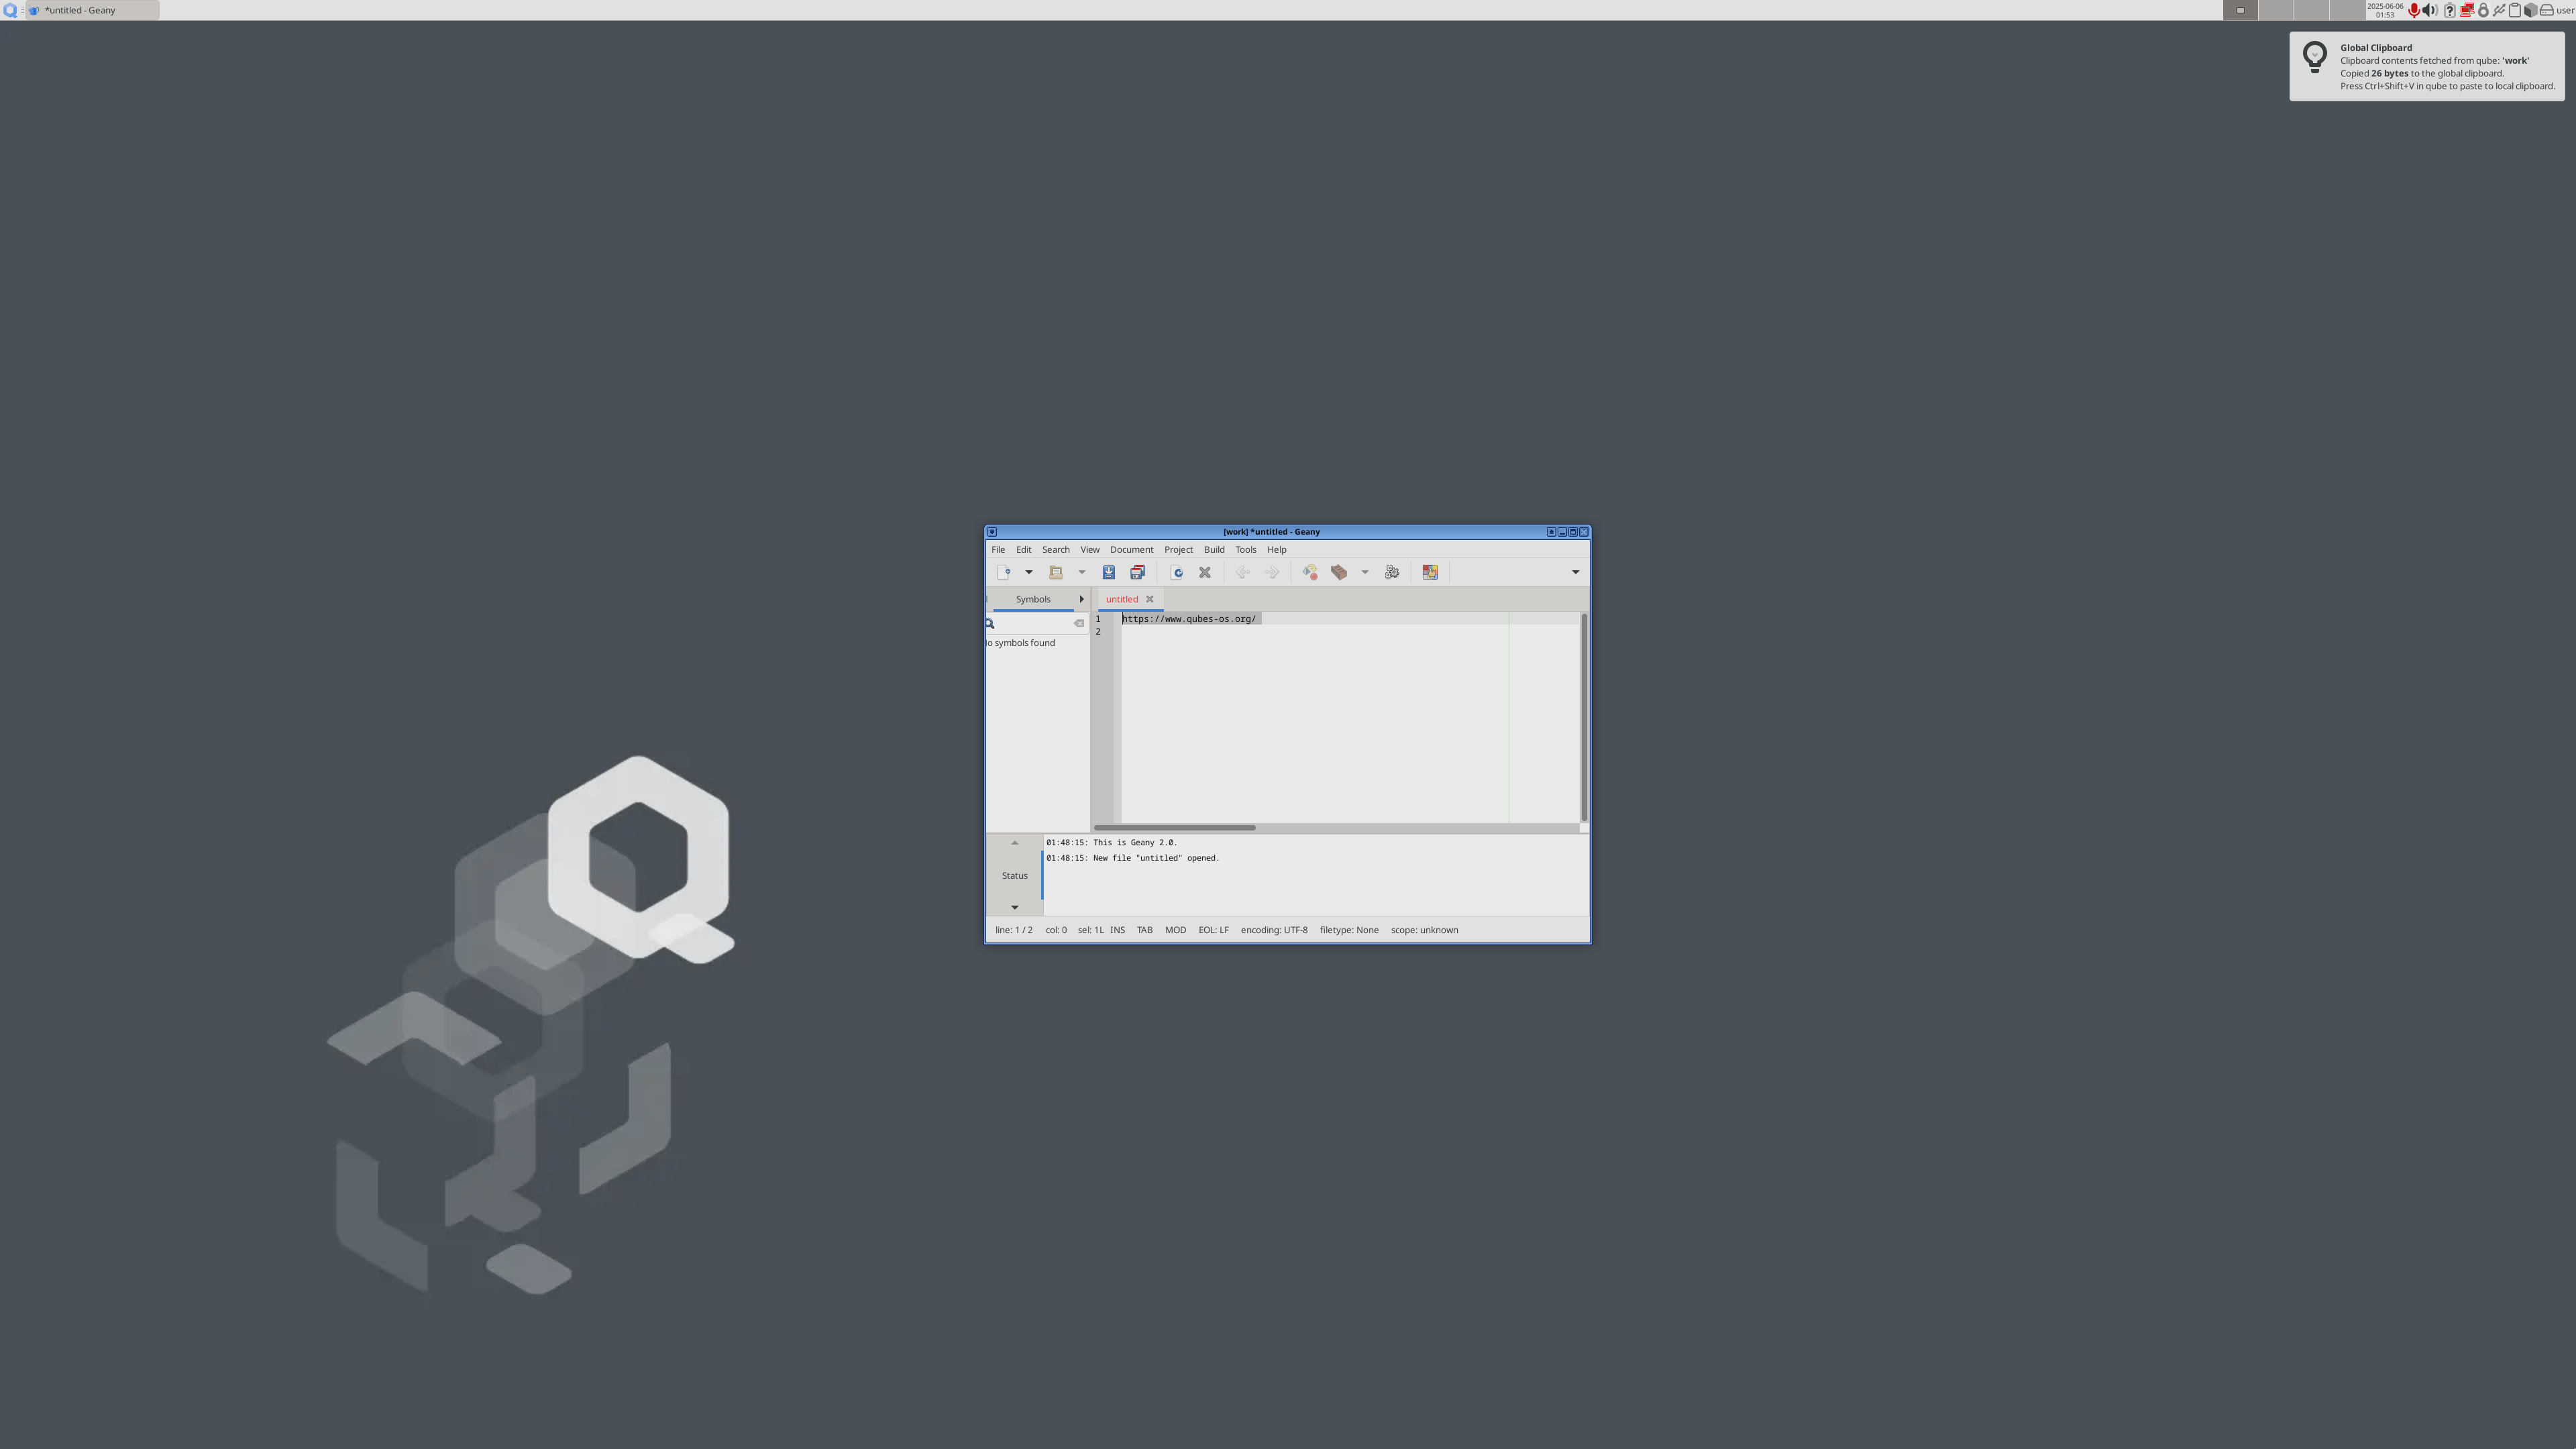 *untitled - Geany
2025-06-06
01:53
user
Global Clipboard
Clipboard contents fetched from qube: 'work'
Copied 26 bytes to the global clipboard.
Press Ctrl+Shift+V in qube to paste to local clipboard.
[work] *untitled - Geany
File Edit Search View Document Project Build Tools Help
Symbols
untitled
1 https://www.qubes-os.org/
2
symbols found
01:48:15: This is Geany 2.0.
01:48:15: New file "untitled" opened.
Status
line: 1 / 2 col: 0 sel: 1L INS TAB MOD EOL: LF encoding: UTF-8 filetype: None scope: unknown